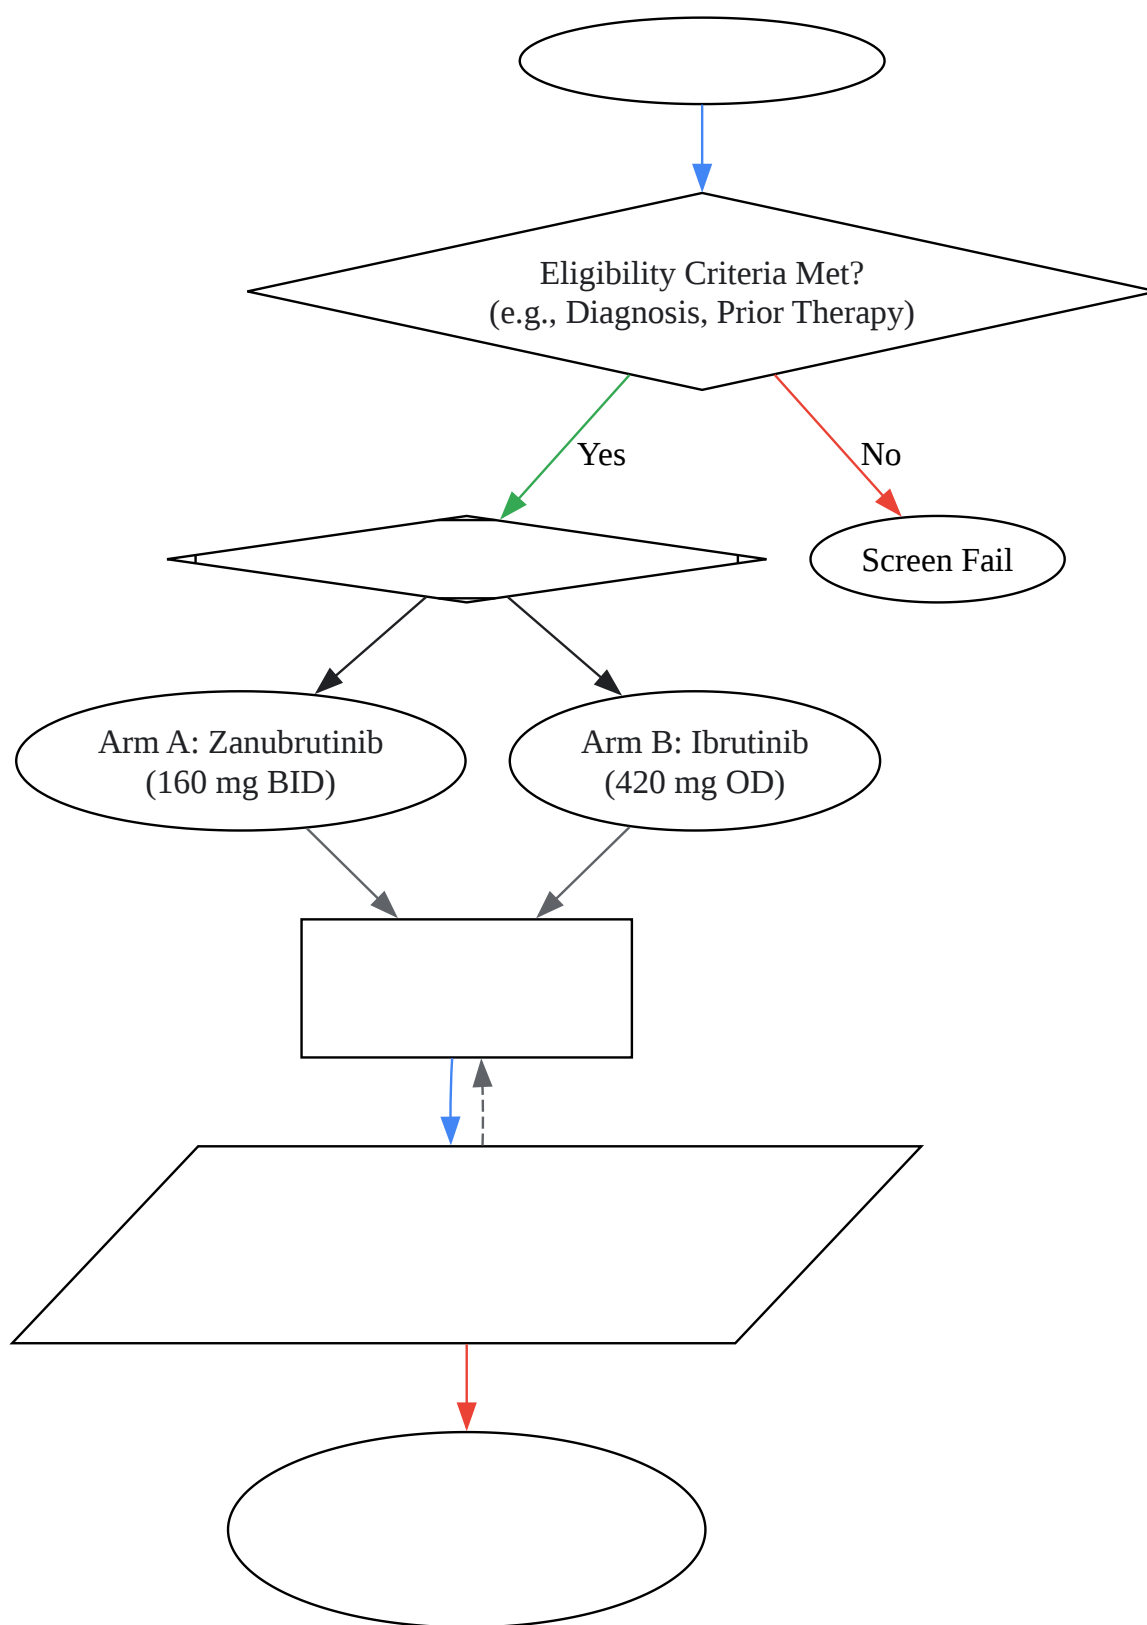 Eligibility Criteria Met?
(e.g., Diagnosis, Prior Therapy)
Yes
No
Screen Fail
Arm A: Zanubrutinib
(160 mg BID)
Arm B: Ibrutinib
(420 mg OD)